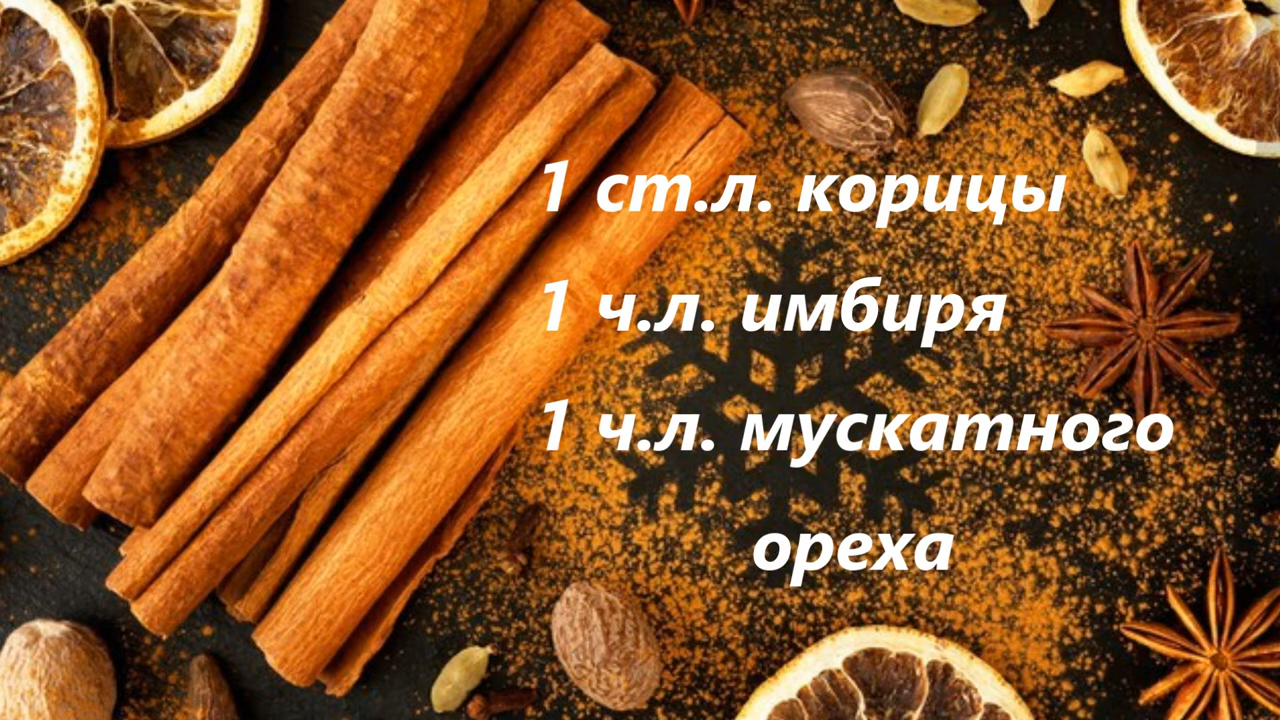 1 ст.л. корицы
1 ч.л. имбиря
1 ч.л. мускатного
ореха